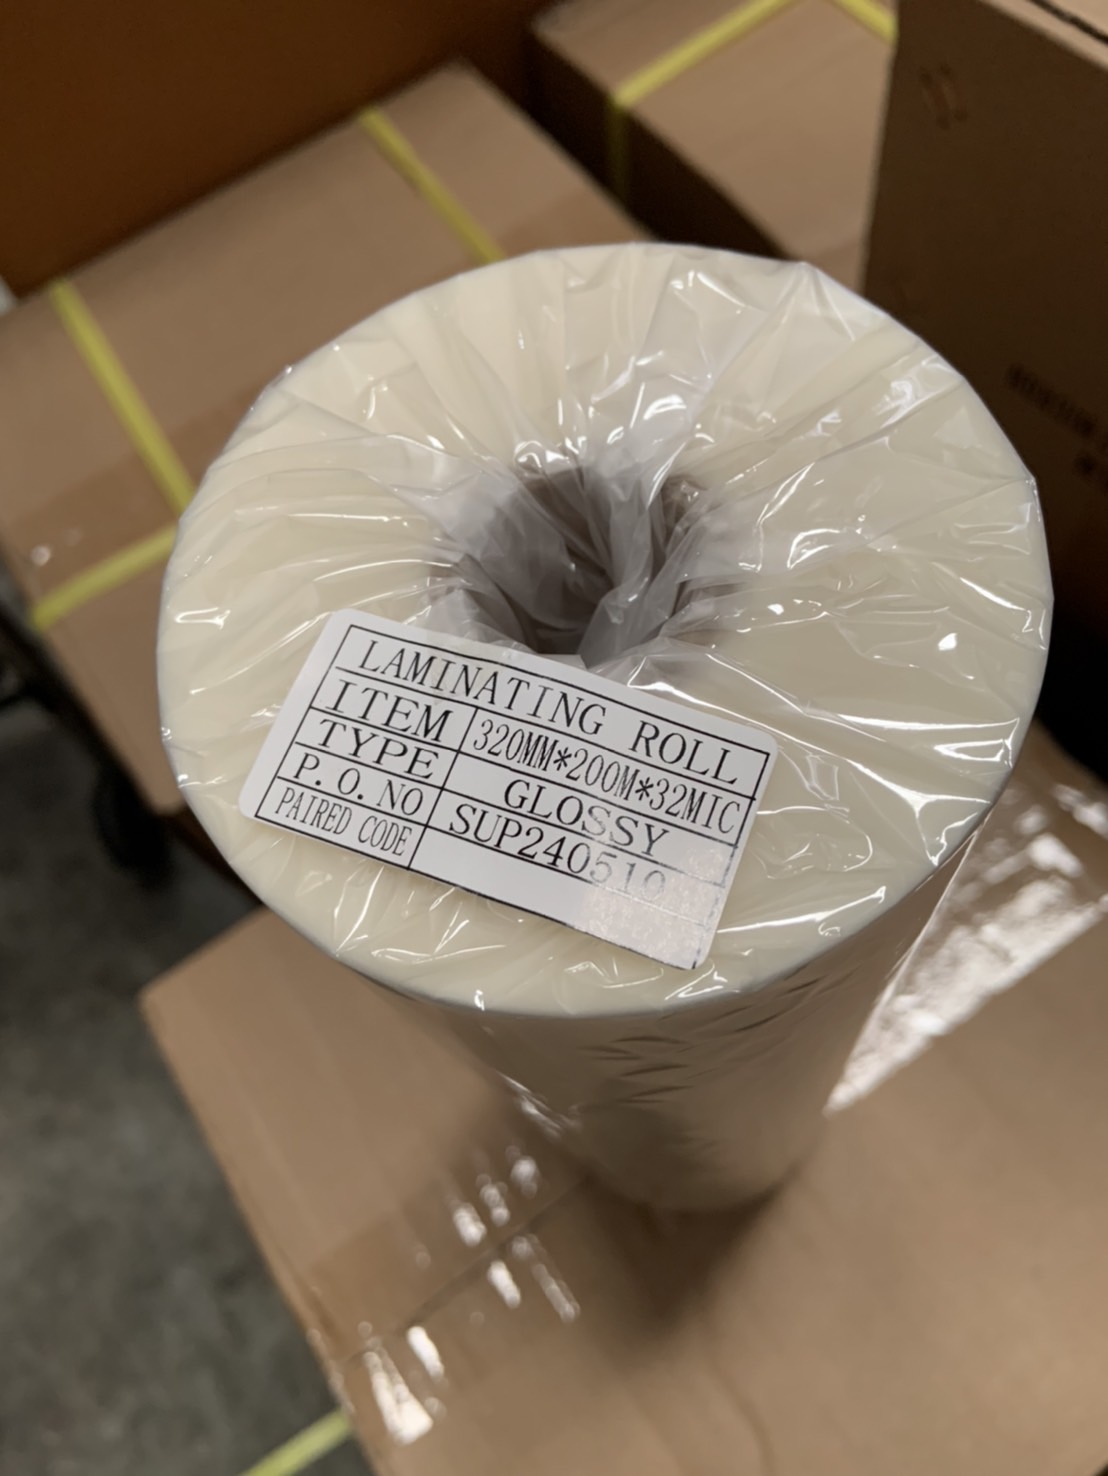 LAMINATING ROLL
ITEM 320MM*200M*32MIC
TYPE GLOSSY
P.O.NO SUP240510
PAIRED CODE